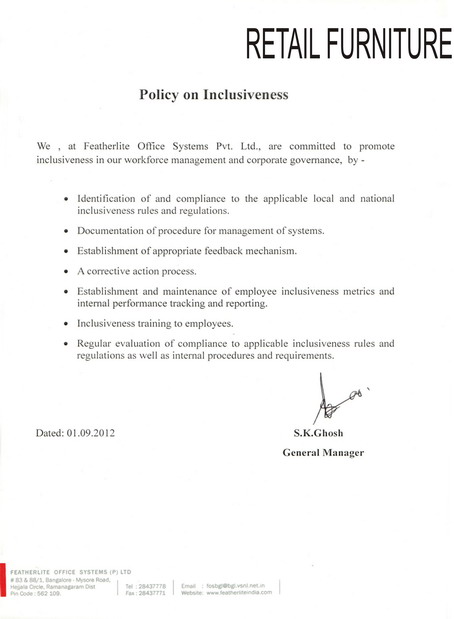 RETAIL FURNITURE
Policy on Inclusiveness
We , at Featherlite Office Systems Pvt. Ltd., are committed to promote
inclusiveness in our workforce management and corporate governance, by -
• Identification of and compliance to the applicable local and national
inclusiveness rules and regulations.
• Documentation of procedure for management of systems.
• Establishment of appropriate feedback mechanism.
• A corrective action process.
• Establishment and maintenance of employee inclusiveness metrics and
internal performance tracking and reporting.
• Inclusiveness training to employees.
• Regular evaluation of compliance to applicable inclusiveness rules and
regulations as well as internal procedures and requirements.
Dated: 01.09.2012
S.K.Ghosh
General Manager
FEATHERLITE OFFICE SYSTEMS (P) LTD
# 83 & 88/1, Bangalore - Mysore Road,
Hejjala Circle, Ramanagaram Dist
Pin Code : 562 109.
Tel : 28437778
Fax : 28437771
Email : fosbgl@bgl.vsnl.net.in
Website: www.featherliteindia.com